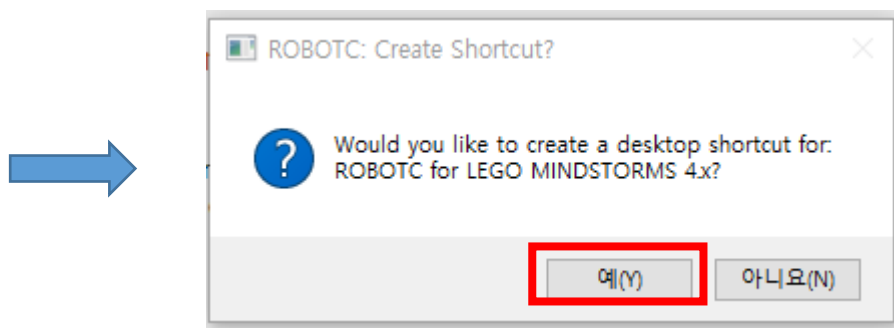 ROBOTC: Create Shortcut?
Would you like to create a desktop shortcut for:
ROBOTC for LEGO MINDSTORMS 4.x?
예(Y) 아니요(N)